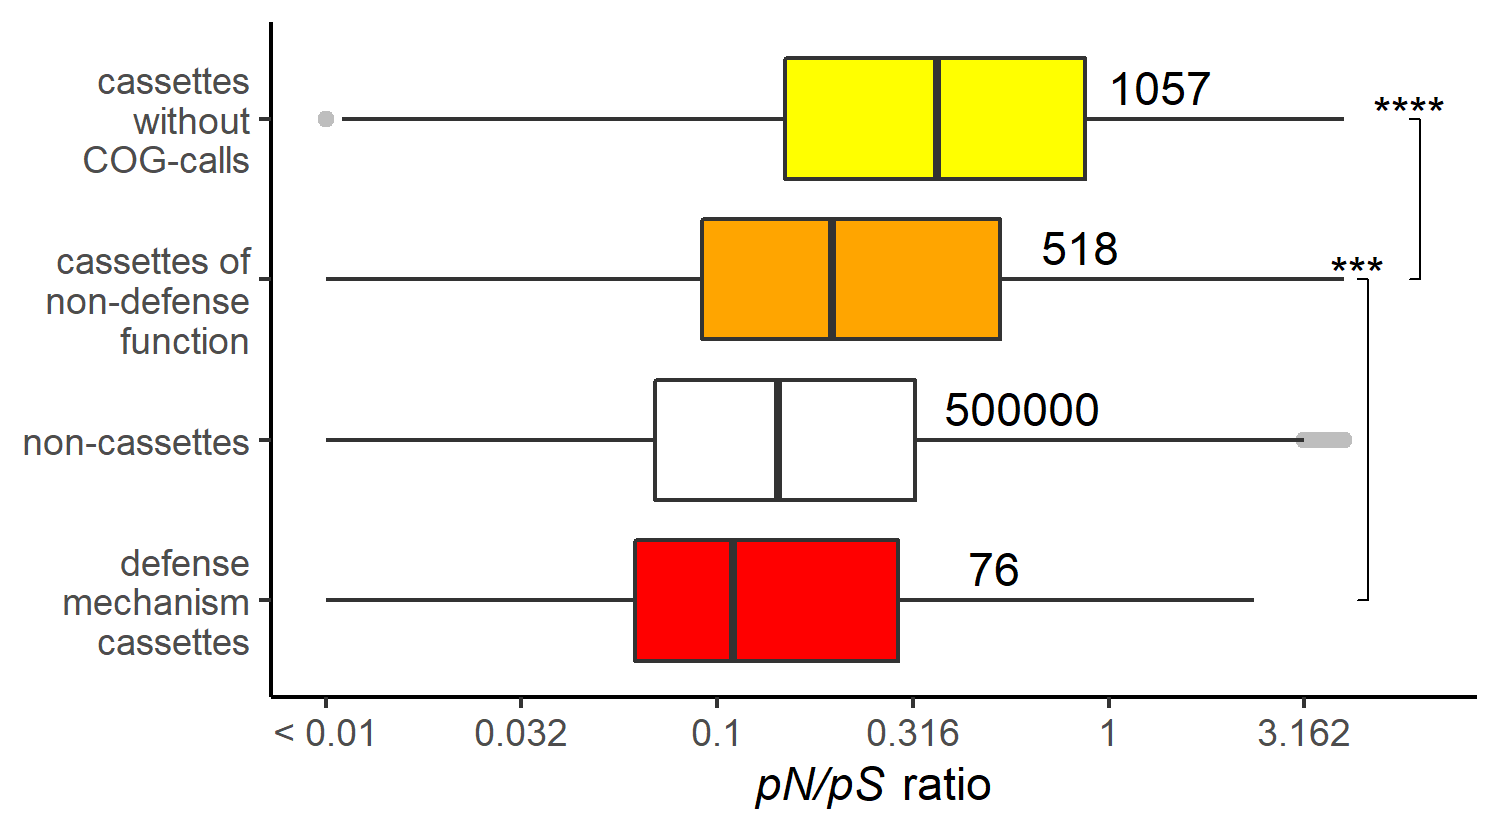 cassettes
without
COG-calls
1057
****
cassettes of
non-defense
function
518
***
non-cassettes
500000
defense
mechanism
cassettes
76
< 0.01
0.032
0.1
0.316
1
3.162
pN/pS ratio